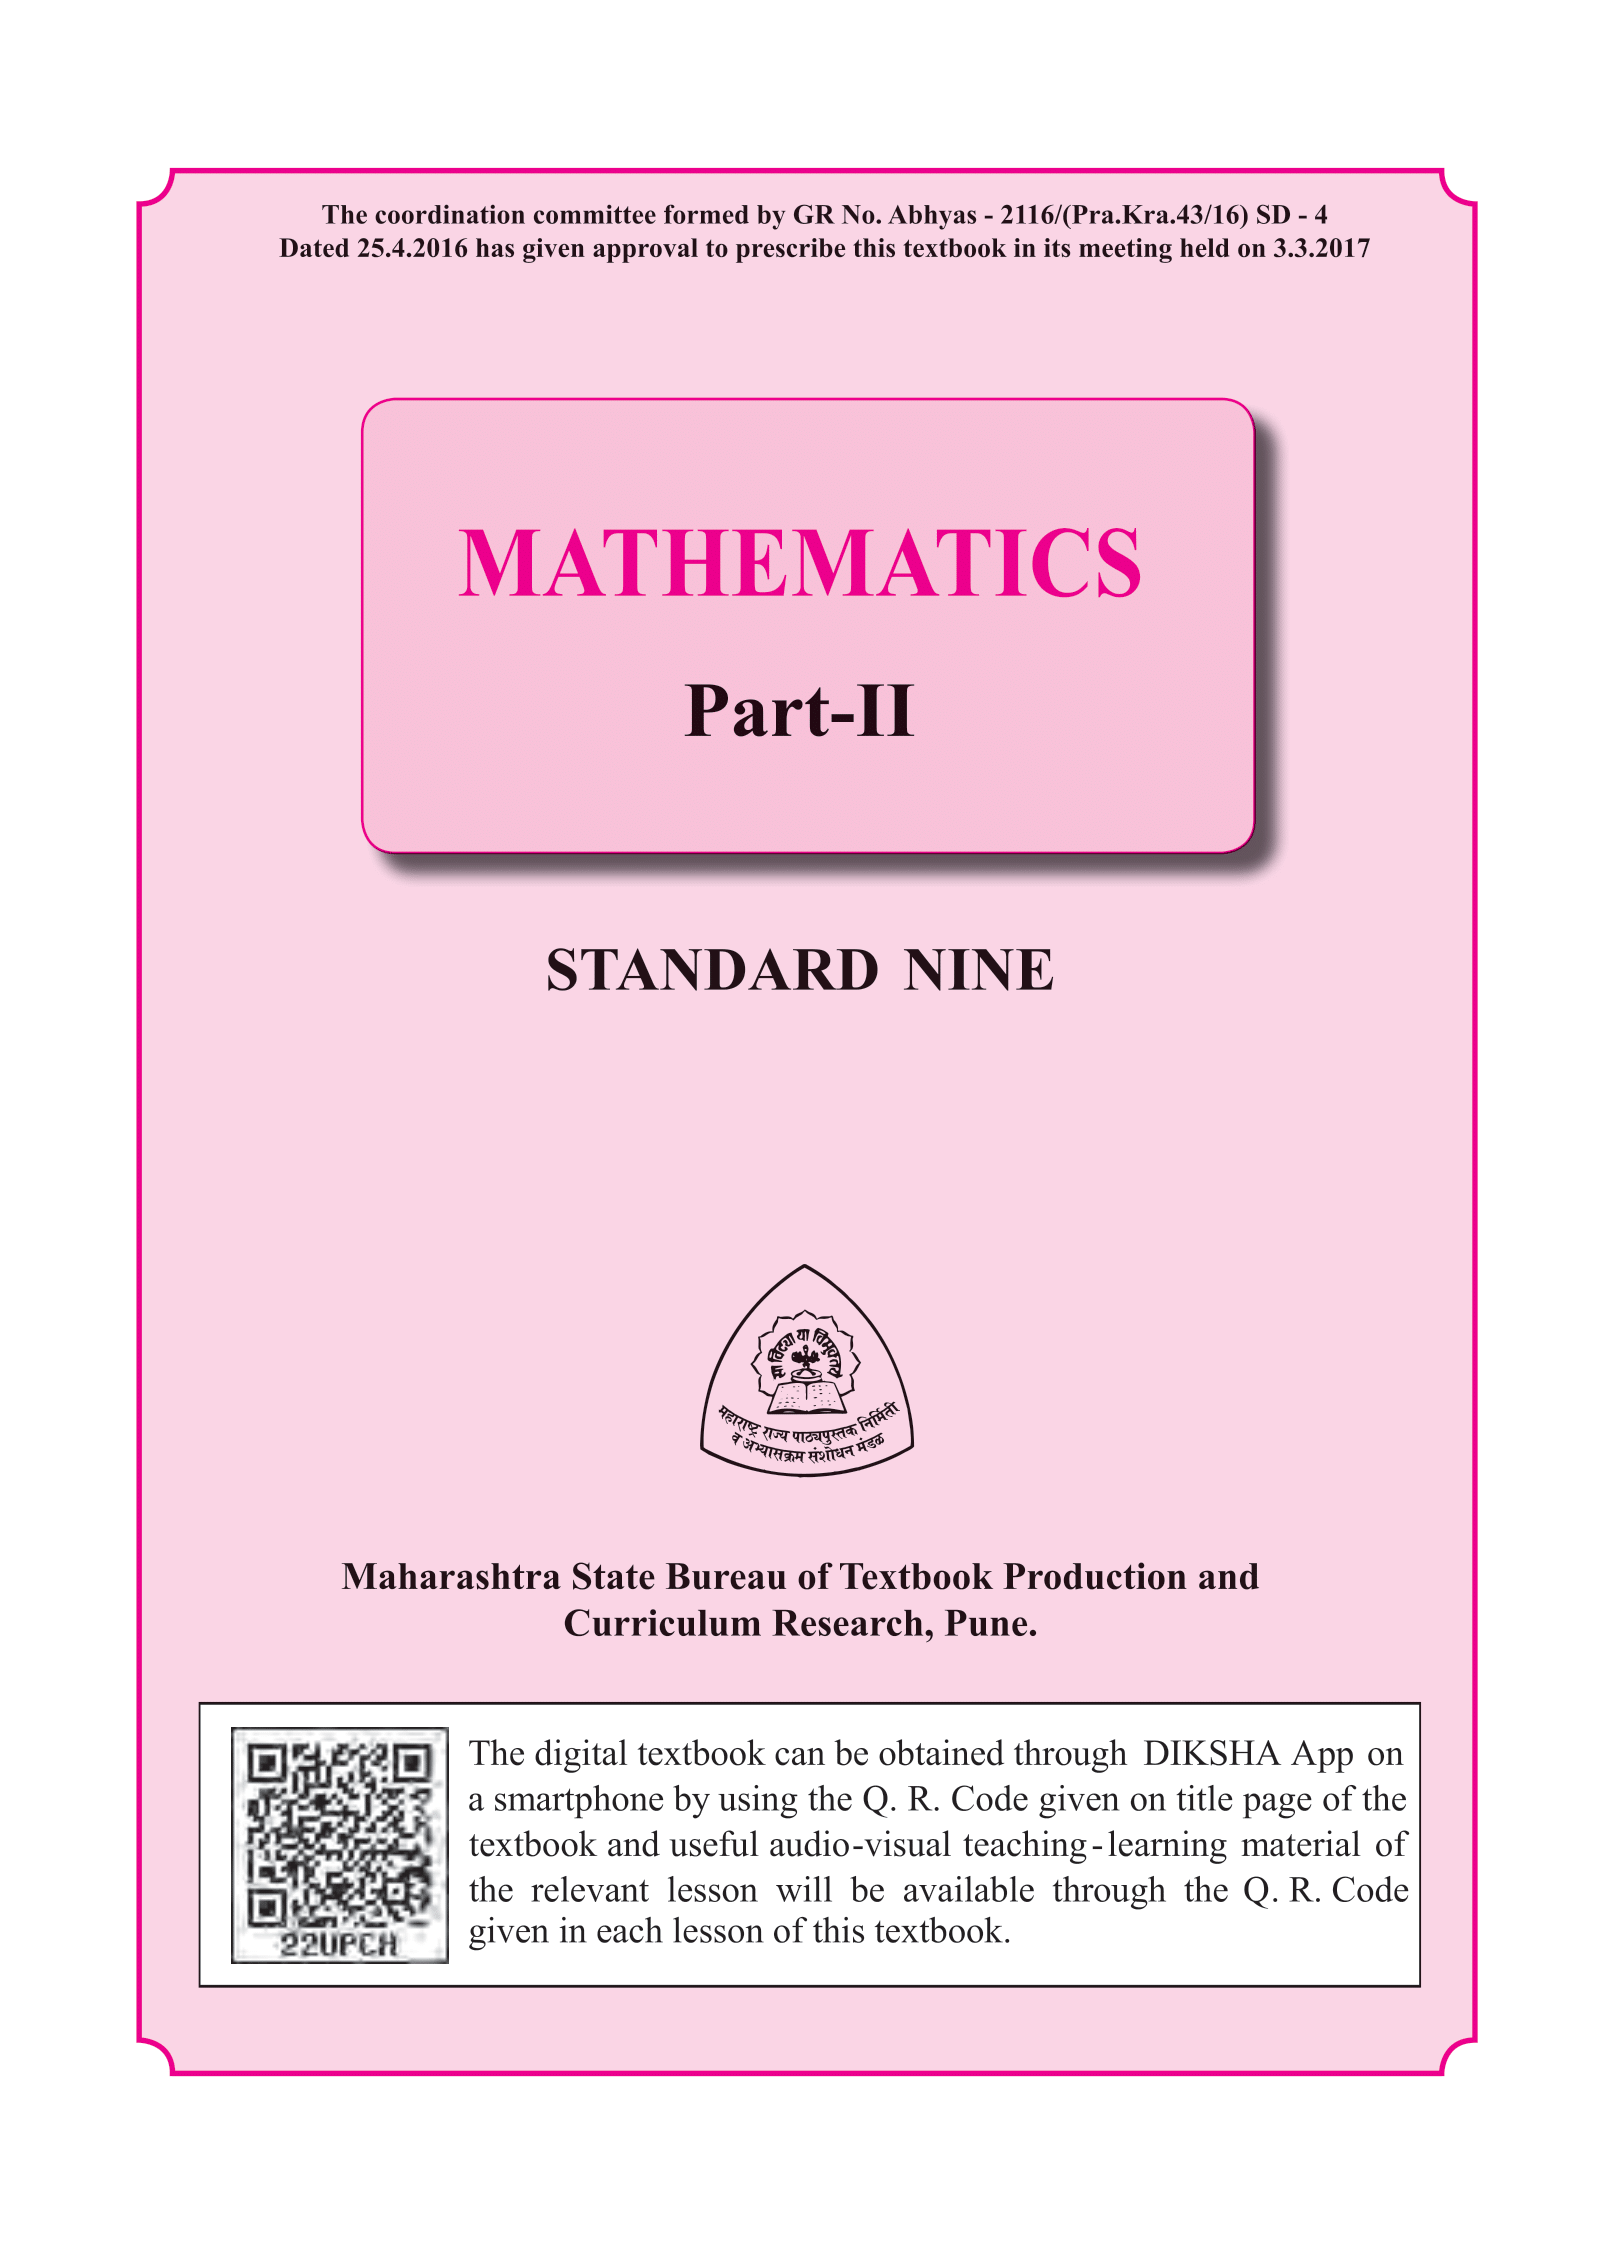 The coordination committee formed by GR No. Abhyas - 2116/(Pra.Kra.43/16) SD - 4
Dated 25.4.2016 has given approval to prescribe this textbook in its meeting held on 3.3.2017
MATHEMATICS
Part-II
STANDARD NINE
सा विद्या या विमुक्तये
महाराष्ट्र राज्य पाठ्यपुस्तक निर्मिती
व अभ्यासक्रम संशोधन मंडळ
Maharashtra State Bureau of Textbook Production and
Curriculum Research, Pune.
The digital textbook can be obtained through DIKSHA App on
a smartphone by using the Q. R. Code given on title page of the
textbook and useful audio-visual teaching-learning material of
the relevant lesson will be available through the Q. R. Code
given in each lesson of this textbook.
22UPCH